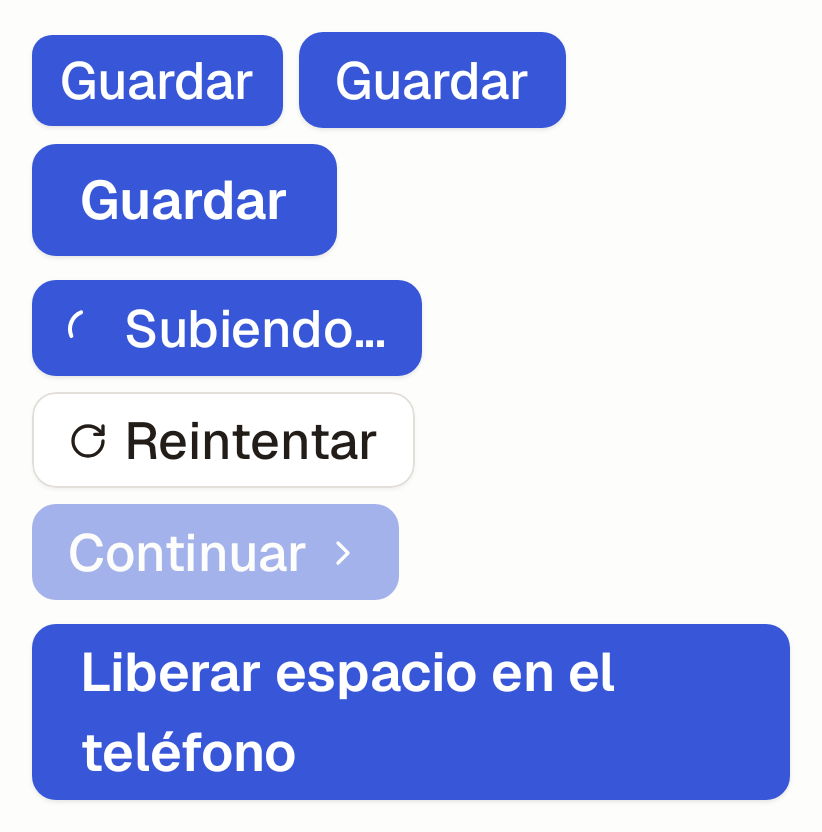 Guardar Guardar
Guardar
Subiendo...
Reintentar
Continuar
Liberar espacio en el
teléfono